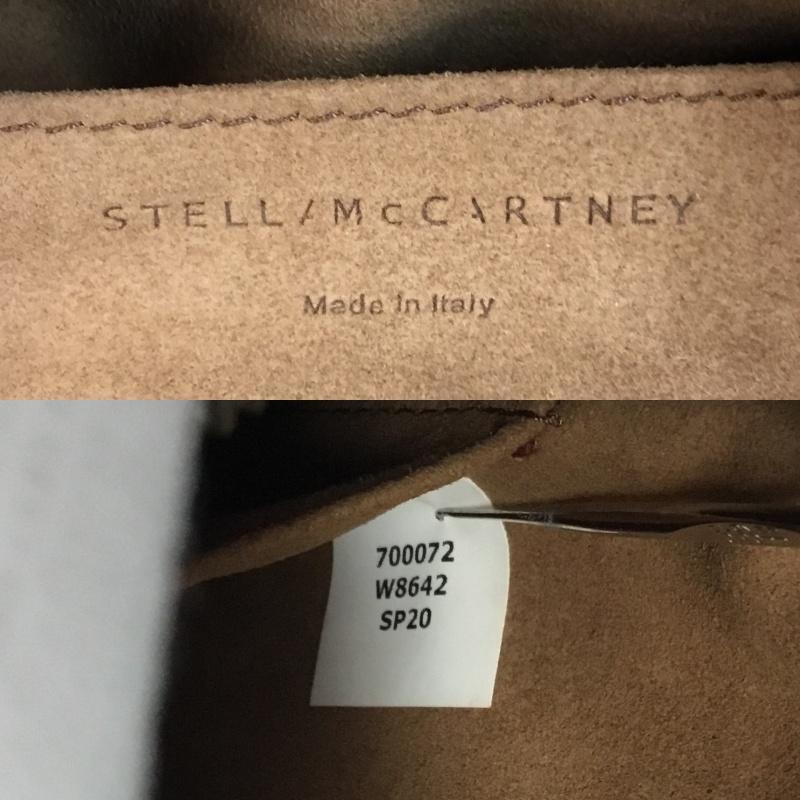 STELLA McCARTNEY
Made in Italy
700072
W8642
SP20